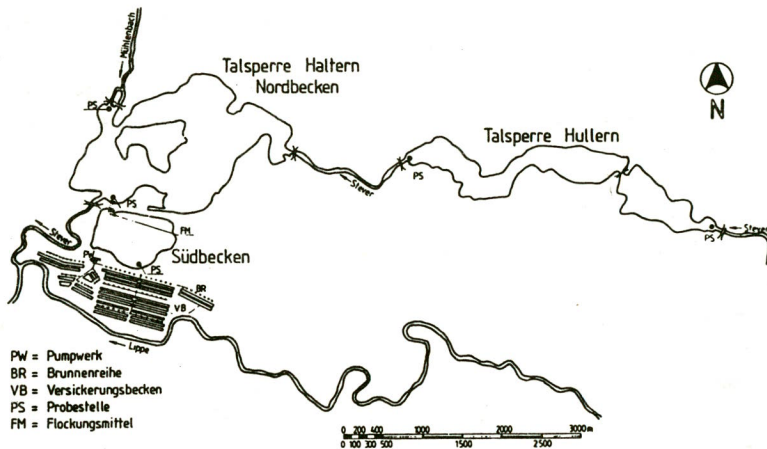 Mühlenbach
Talsperre Haltern
Nordbecken
N
Talsperre Hullern
PS
PS
Stever
PS
Stever
PS
Stever
FM
Südbecken
PW
PS
BR
VB
Lippe
PW = Pumpwerk
BR = Brunnenreihe
VB = Versickerungsbecken
PS = Probestelle
FM = Flockungsmittel
0 200 400 1000 2000 3000 m
0 100 300 500 1500 2500